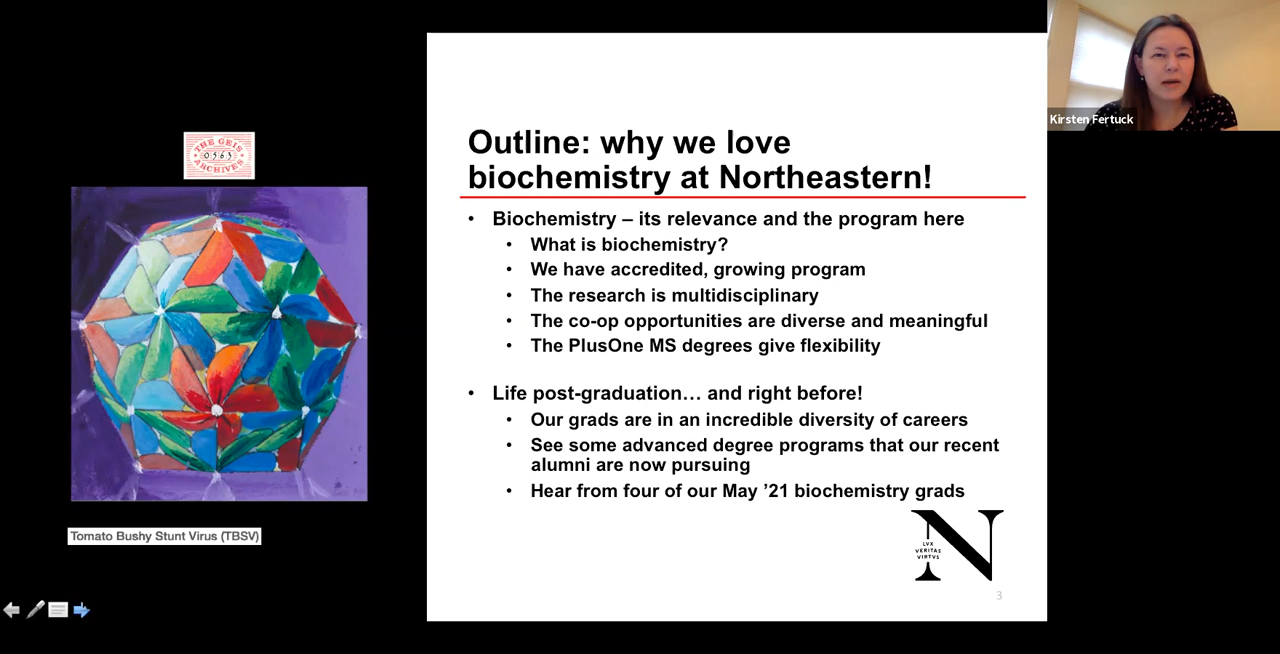 THE GEIS
0563
ARCHIVES
Tomato Bushy Stunt Virus (TBSV)
Outline: why we love
biochemistry at Northeastern!
• Biochemistry – its relevance and the program here
• What is biochemistry?
• We have accredited, growing program
• The research is multidisciplinary
• The co-op opportunities are diverse and meaningful
• The PlusOne MS degrees give flexibility
• Life post-graduation… and right before!
• Our grads are in an incredible diversity of careers
• See some advanced degree programs that our recent
alumni are now pursuing
• Hear from four of our May ’21 biochemistry grads
N
LVX
VERITAS
VIRTVS
3
Kirsten Fertuck